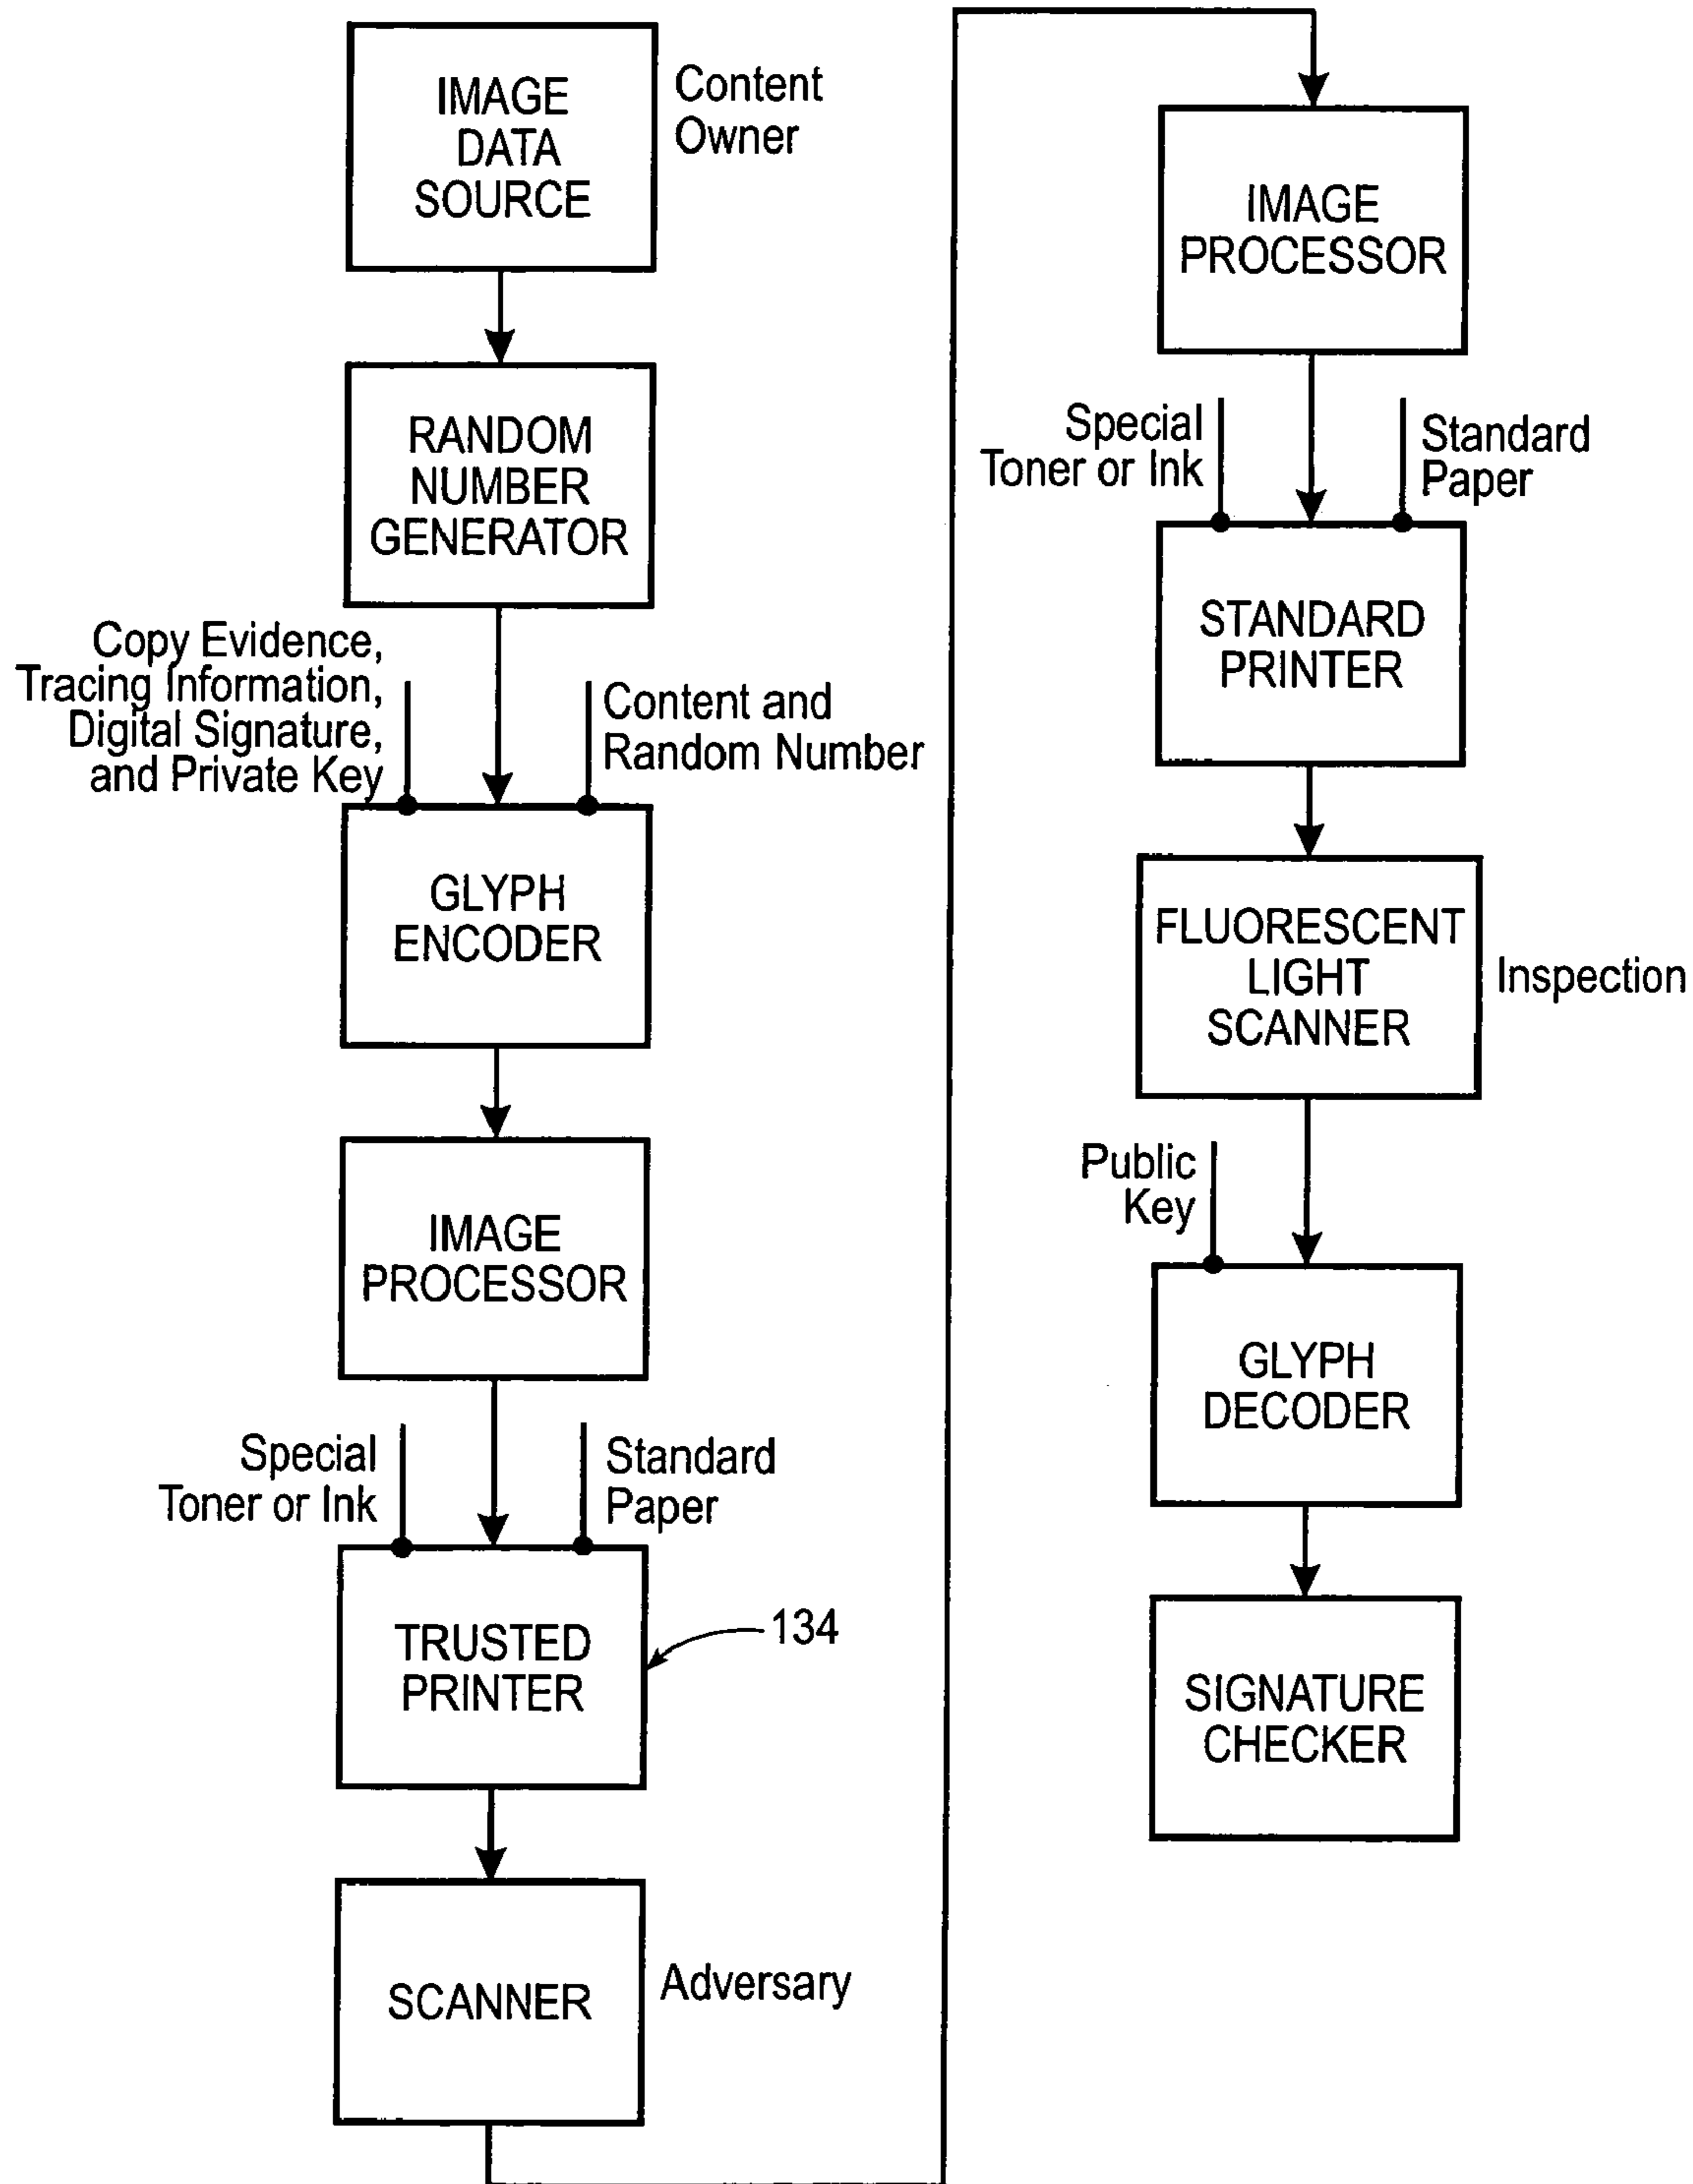 IMAGE
DATA
SOURCE
Content
Owner
RANDOM
NUMBER
GENERATOR
Copy Evidence,
Tracing Information,
Digital Signature,
and Private Key
Content and
Random Number
GLYPH
ENCODER
IMAGE
PROCESSOR
Special
Toner or Ink
Standard
Paper
TRUSTED
PRINTER
134
SCANNER
Adversary
IMAGE
PROCESSOR
Special
Toner or Ink
Standard
Paper
STANDARD
PRINTER
FLUORESCENT
LIGHT
SCANNER
Inspection
Public
Key
GLYPH
DECODER
SIGNATURE
CHECKER